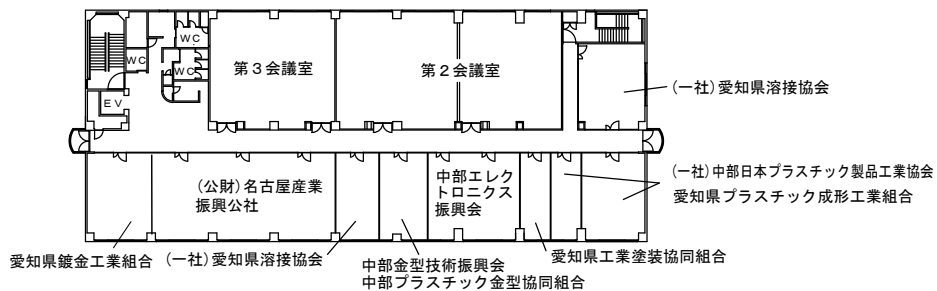 WC
WC
WC
EV
第3会議室
第2会議室
(一社)愛知県溶接協会
(公財)名古屋産業
振興公社
中部エレク
トロニクス
振興会
(一社)中部日本プラスチック製品工業協会
愛知県プラスチック成形工業組合
愛知県鍍金工業組合
(一社)愛知県溶接協会
中部金型技術振興会
中部プラスチック金型協同組合
愛知県工業塗装協同組合